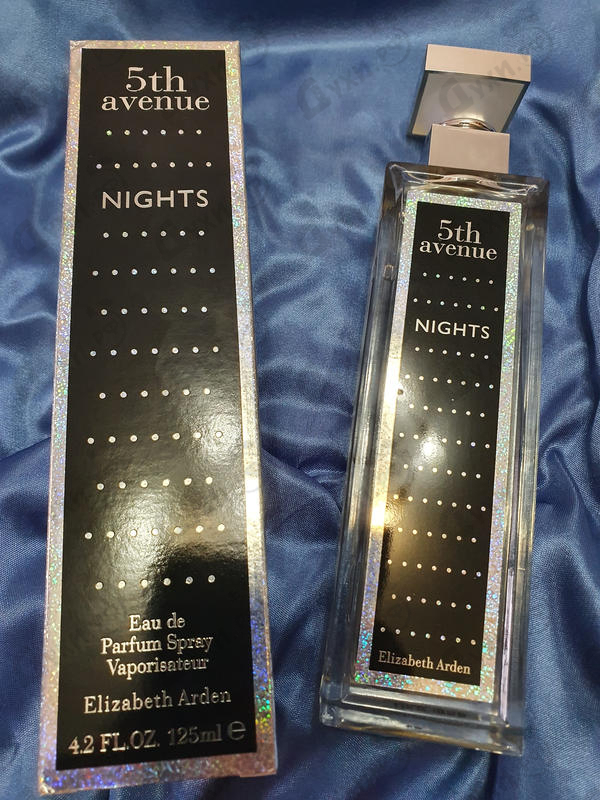 5th
avenue
NIGHTS
Eau de
Parfum Spray
Vaporisateur
Elizabeth Arden
4.2 FL.OZ. 125ml ℮
5th
avenue
NIGHTS
Elizabeth Arden